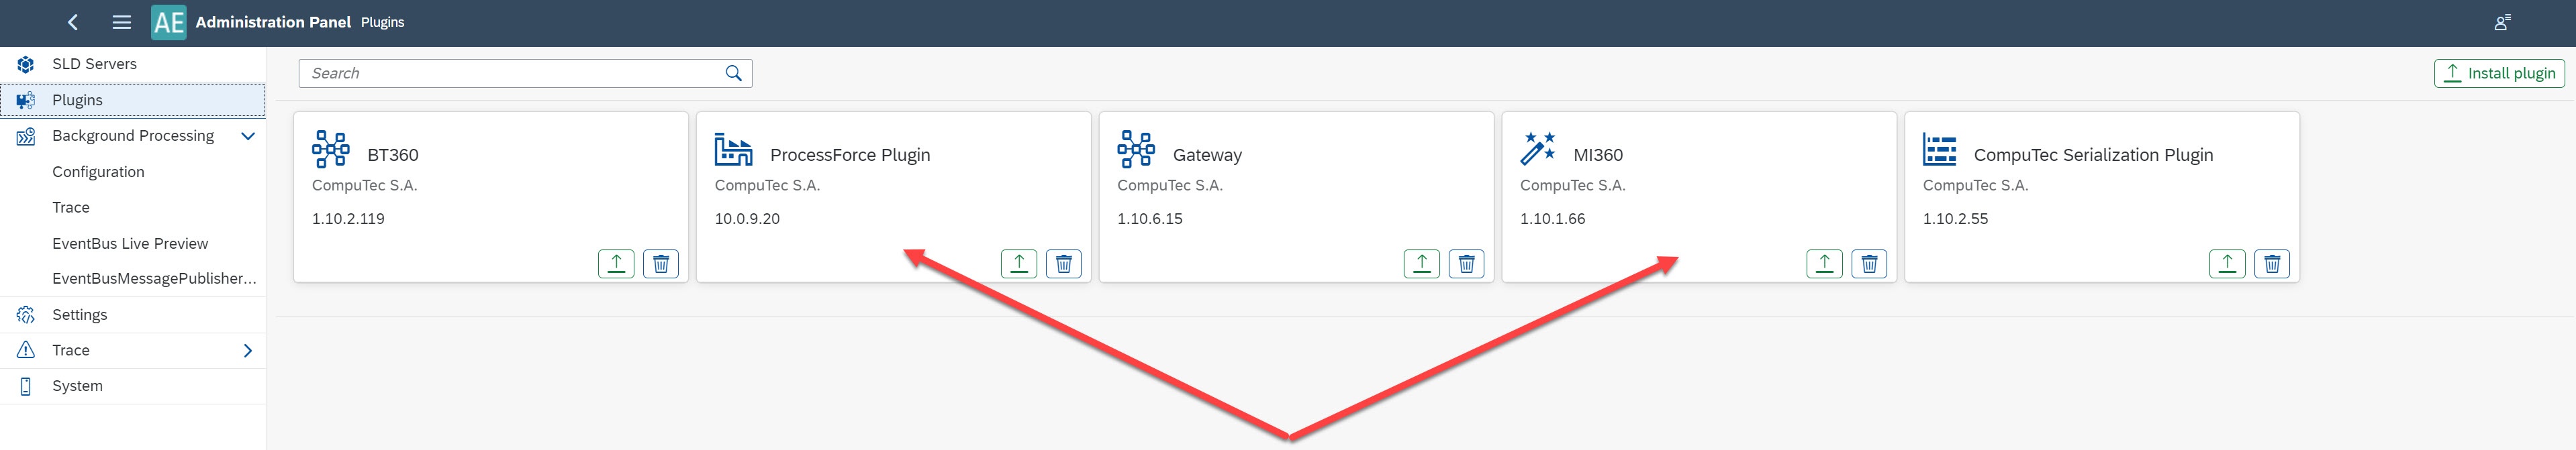 AE Administration Panel Plugins
SLD Servers
Plugins
Background Processing
Configuration
Trace
EventBus Live Preview
EventBusMessagePublisher...
Settings
Trace
System
Search
Install plugin
BT360
CompuTec S.A.
1.10.2.119
ProcessForce Plugin
CompuTec S.A.
10.0.9.20
Gateway
CompuTec S.A.
1.10.6.15
MI360
CompuTec S.A.
1.10.1.66
CompuTec Serialization Plugin
CompuTec S.A.
1.10.2.55